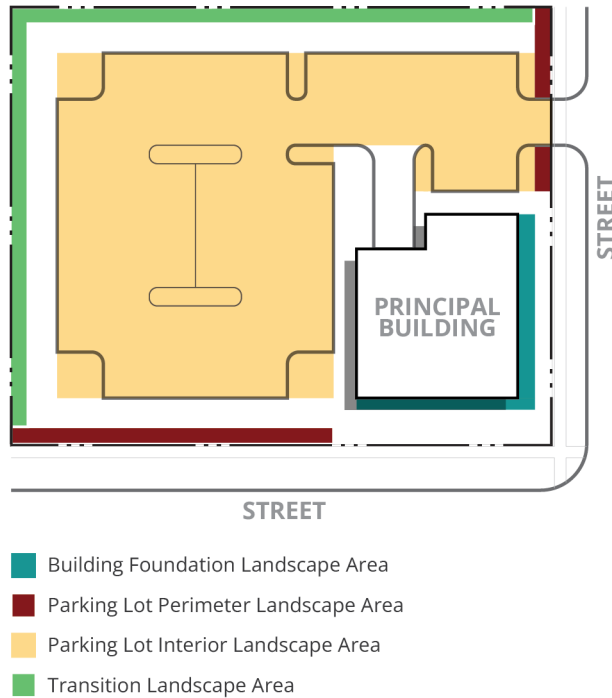 STREET
PRINCIPAL
BUILDING
STREET
Building Foundation Landscape Area
Parking Lot Perimeter Landscape Area
Parking Lot Interior Landscape Area
Transition Landscape Area